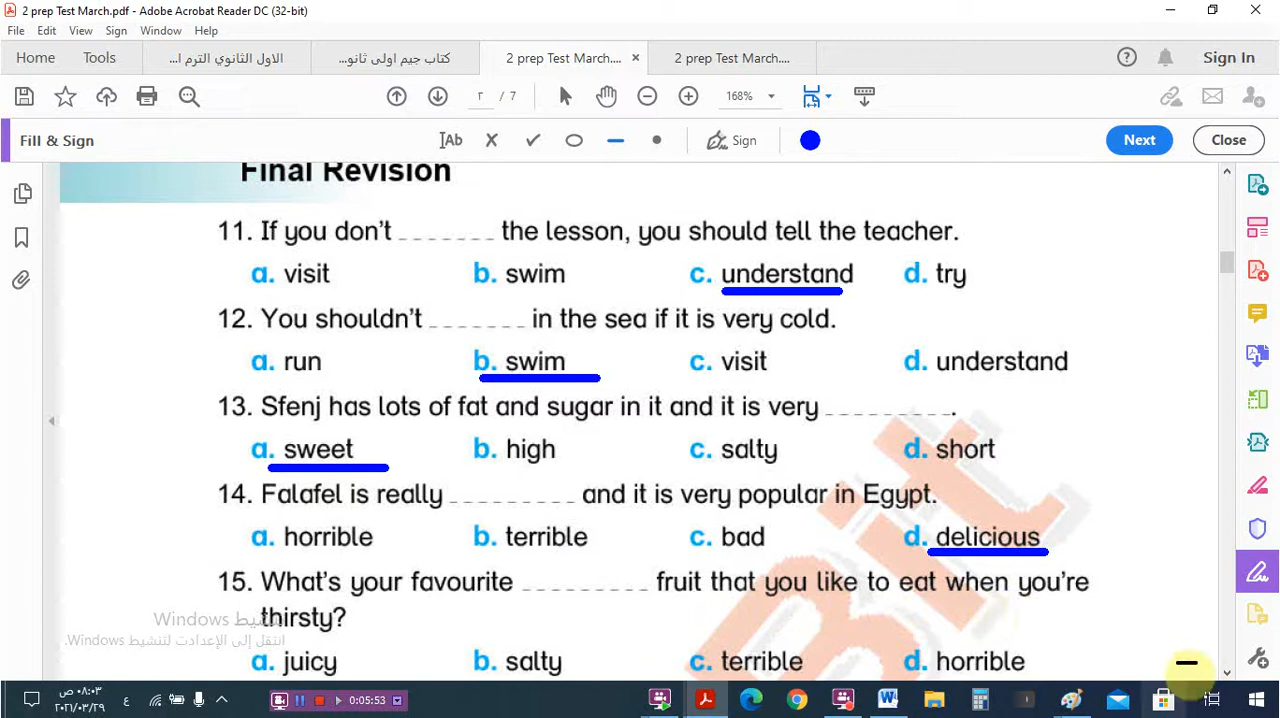 2 prep Test March.pdf - Adobe Acrobat Reader DC (32-bit)
File Edit View Sign Window Help
Home Tools الاول الثانوي الترم ا... كتاب جيم اولى ثانو... 2 prep Test March.... × 2 prep Test March.... Sign In
٢ / 7 168%
Fill & Sign Ab Sign Next Close
Final Revision
11. If you don't _ _ _ _ _ _ _ the lesson, you should tell the teacher.
a. visit b. swim c. understand d. try
12. You shouldn't _ _ _ _ _ _ _ in the sea if it is very cold.
a. run b. swim c. visit d. understand
13. Sfenj has lots of fat and sugar in it and it is very _ _ _ _ _ _ _ _ _.
a. sweet b. high c. salty d. short
14. Falafel is really _ _ _ _ _ _ _ _ _ and it is very popular in Egypt.
a. horrible b. terrible c. bad d. delicious
15. What's your favourite _ _ _ _ _ _ _ _ _ fruit that you like to eat when you're
thirsty?
تنشيط Windows
انتقل إلى الإعدادات لتنشيط Windows.
a. juicy b. salty c. terrible d. horrible
Bit
٠٨:٠٣ ص
٢٠٢١/٠٣/٢٩
ع
0:05:53